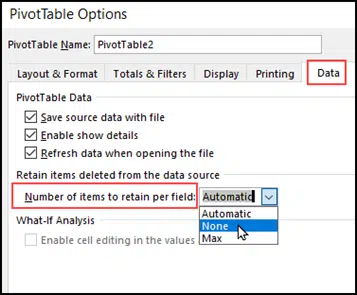 PivotTable Options
PivotTable Name: PivotTable2
Layout & Format Totals & Filters Display Printing Data
PivotTable Data
Save source data with file
Enable show details
Refresh data when opening the file
Retain items deleted from the data source
Number of items to retain per field: Automatic
Automatic
None
Max
What-If Analysis
Enable cell editing in the values